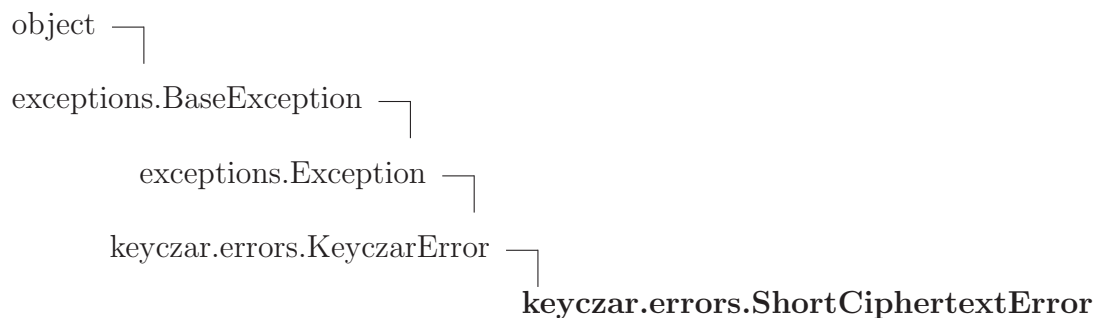 object
exceptions.BaseException
exceptions.Exception
keyczar.errors.KeyczarError
keyczar.errors.ShortCiphertextError